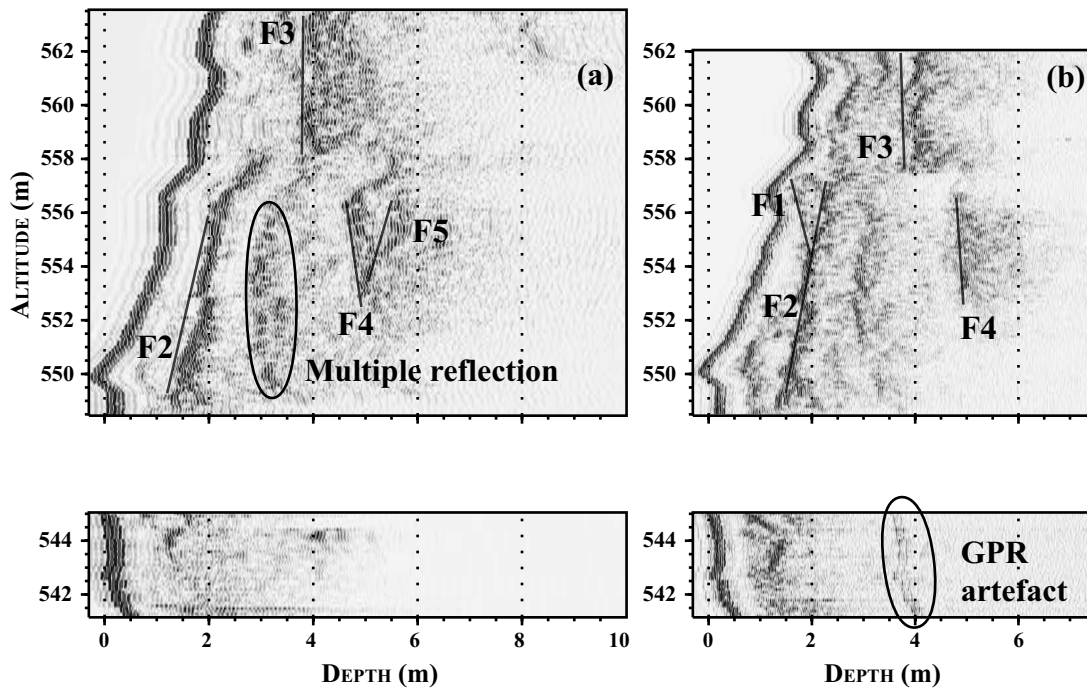 (a)
F3
F2
F4
F5
Multiple reflection
ALTITUDE (m)
562
560
558
556
554
552
550
(b)
F3
F1
F2
F4
562
560
558
556
554
552
550
544
542
0 2 4 6 8 10
DEPTH (m)
GPR
artefact
544
542
0 2 4 6
DEPTH (m)